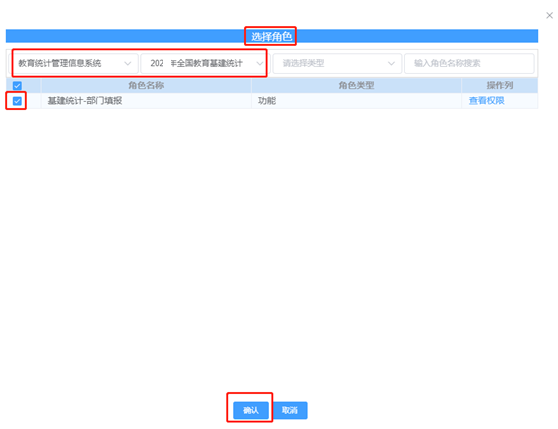 选择角色
教育统计管理信息系统 202 年全国教育基建统计 请选择类型 输入角色名称搜索
角色名称 角色类型 操作列
基建统计-部门填报 功能 查看权限
确认 取消